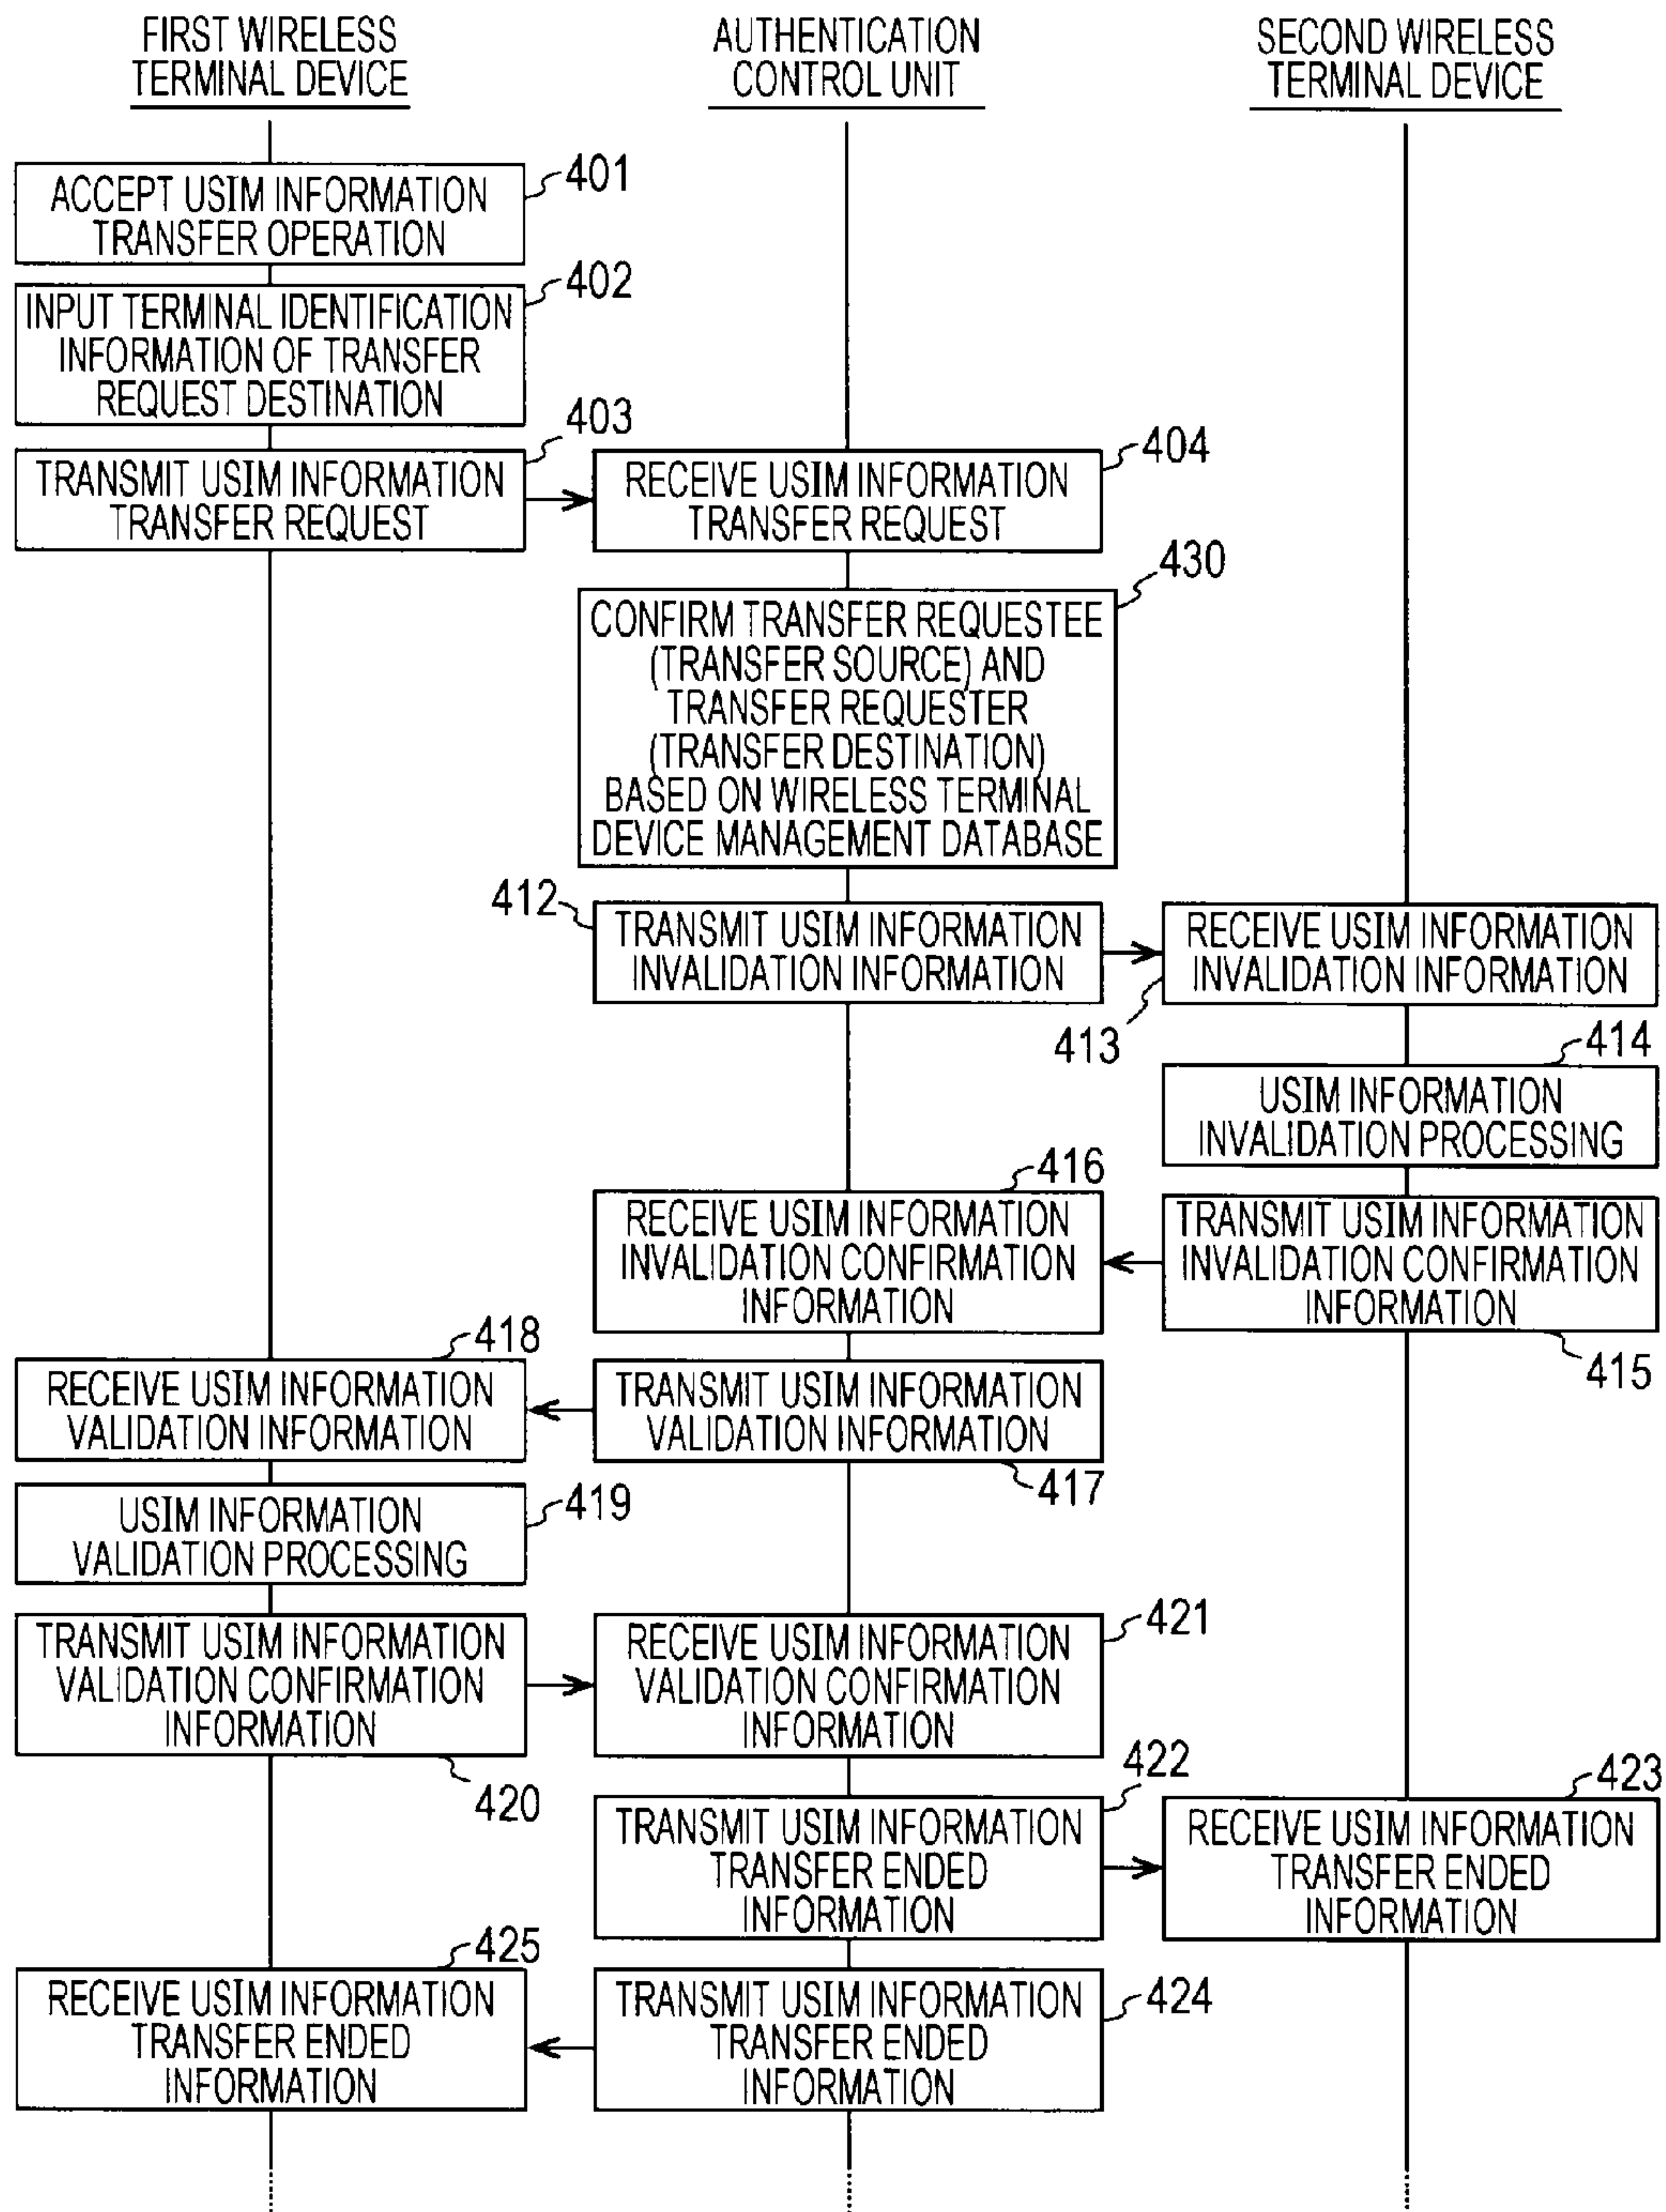 FIRST WIRELESS
TERMINAL DEVICE
AUTHENTICATION
CONTROL UNIT
SECOND WIRELESS
TERMINAL DEVICE
401
ACCEPT USIM INFORMATION
TRANSFER OPERATION
402
INPUT TERMINAL IDENTIFICATION
INFORMATION OF TRANSFER
REQUEST DESTINATION
403
TRANSMIT USIM INFORMATION
TRANSFER REQUEST
404
RECEIVE USIM INFORMATION
TRANSFER REQUEST
430
CONFIRM TRANSFER REQUESTEE
(TRANSFER SOURCE) AND
TRANSFER REQUESTER
(TRANSFER DESTINATION)
BASED ON WIRELESS TERMINAL
DEVICE MANAGEMENT DATABASE
412
TRANSMIT USIM INFORMATION
INVALIDATION INFORMATION
RECEIVE USIM INFORMATION
INVALIDATION INFORMATION
413
414
USIM INFORMATION
INVALIDATION PROCESSING
416
RECEIVE USIM INFORMATION
INVALIDATION CONFIRMATION
INFORMATION
TRANSMIT USIM INFORMATION
INVALIDATION CONFIRMATION
INFORMATION
415
418
RECEIVE USIM INFORMATION
VALIDATION INFORMATION
TRANSMIT USIM INFORMATION
VALIDATION INFORMATION
417
419
USIM INFORMATION
VALIDATION PROCESSING
TRANSMIT USIM INFORMATION
VALIDATION CONFIRMATION
INFORMATION
420
421
RECEIVE USIM INFORMATION
VALIDATION CONFIRMATION
INFORMATION
422
TRANSMIT USIM INFORMATION
TRANSFER ENDED
INFORMATION
423
RECEIVE USIM INFORMATION
TRANSFER ENDED
INFORMATION
425
RECEIVE USIM INFORMATION
TRANSFER ENDED
INFORMATION
424
TRANSMIT USIM INFORMATION
TRANSFER ENDED
INFORMATION